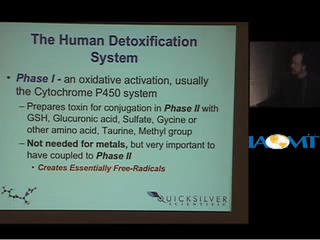 The Human Detoxification
System
• Phase I - an oxidative activation, usually
the Cytochrome P450 system
– Prepares toxin for conjugation in Phase II with
GSH, Glucuronic acid, Sulfate, Gycine or
other amino acid, Taurine, Methyl group
– Not needed for metals, but very important to
have coupled to Phase II
• Creates Essentially Free-Radicals
QUICKSILVER
SCIENTIFIC
IAOMT